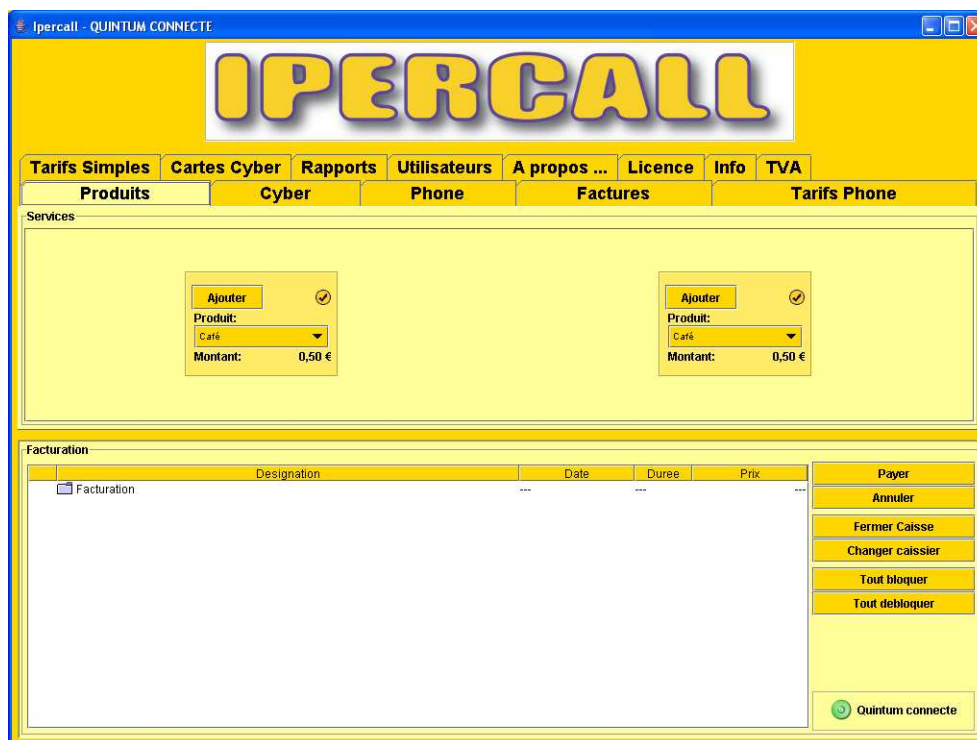 Ipercall - QUINTUM CONNECTE
IPERCALL
Tarifs Simples Cartes Cyber Rapports Utilisateurs A propos ... Licence Info TVA
Produits Cyber Phone Factures Tarifs Phone
Services
Ajouter Ajouter
Produit: Produit:
Café Café
Montant: 0,50 € Montant: 0,50 €
Facturation
Designation Date Duree Prix Payer
Facturation --- --- ---
Annuler
Fermer Caisse
Changer caissier
Tout bloquer
Tout debloquer
Quintum connecte